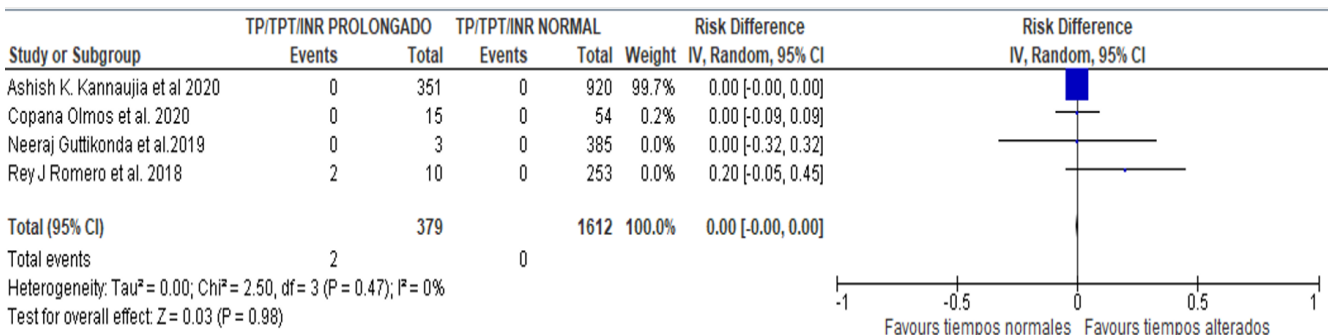 TP/TPT/INR PROLONGADO TP/TPT/INR NORMAL Risk Difference Risk Difference
Study or Subgroup Events Total Events Total Weight IV, Random, 95% CI IV, Random, 95% CI
Ashish K. Kannaujia et al 2020 0 351 0 920 99.7% 0.00 [-0.00, 0.00]
Copana Olmos et al. 2020 0 15 0 54 0.2% 0.00 [-0.09, 0.09]
Neeraj Guttikonda et al.2019 0 3 0 385 0.0% 0.00 [-0.32, 0.32]
Rey J Romero et al. 2018 2 10 0 253 0.0% 0.20 [-0.05, 0.45]
Total (95% CI) 379 1612 100.0% 0.00 [-0.00, 0.00]
Total events 2 0
Heterogeneity: Tau² = 0.00; Chi² = 2.50, df = 3 (P = 0.47); I² = 0%
Test for overall effect: Z = 0.03 (P = 0.98)
-1 -0.5 0 0.5 1
Favours tiempos normales Favours tiempos alterados